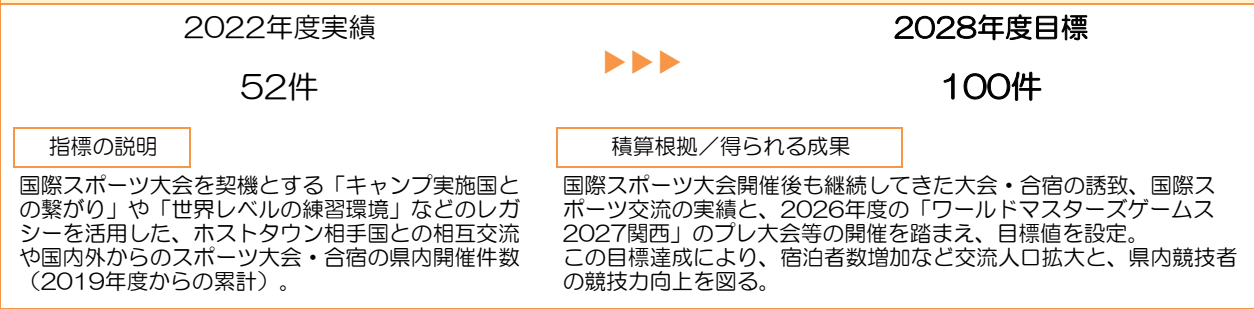 2022年度実績
▶▶▶
2028年度目標
52件
100件
指標の説明
国際スポーツ大会を契機とする「キャンプ実施国と
の繋がり」や「世界レベルの練習環境」などのレガ
シーを活用した、ホストタウン相手国との相互交流
や国内外からのスポーツ大会・合宿の県内開催件数
（2019年度からの累計）。
積算根拠／得られる成果
国際スポーツ大会開催後も継続してきた大会・合宿の誘致、国際ス
ポーツ交流の実績と、2026年度の「ワールドマスターズゲームス
2027関西」のプレ大会等の開催を踏まえ、目標値を設定。
この目標達成により、宿泊者数増加など交流人口拡大と、県内競技者
の競技力向上を図る。